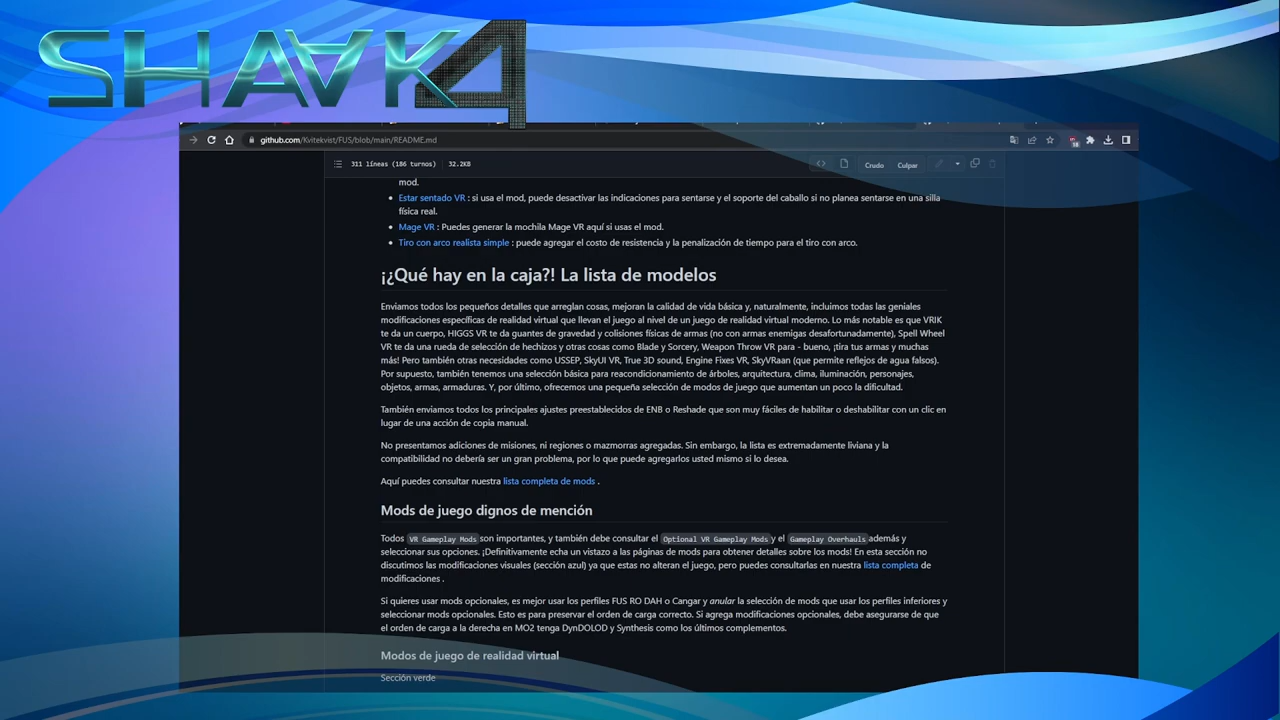 SHAAK4
github.com/Kvitekvist/FUS/blob/main/README.md
311 líneas (186 turnos) 32.2KB
Crudo Culpar
mod.
Estar sentado VR : si usa el mod, puede desactivar las indicaciones para sentarse y el soporte del caballo si no planea sentarse en una silla
física real.
Mage VR : Puedes generar la mochila Mage VR aquí si usas el mod.
Tiro con arco realista simple : puede agregar el costo de resistencia y la penalización de tiempo para el tiro con arco.
¡¿Qué hay en la caja?! La lista de modelos
Enviamos todos los pequeños detalles que arreglan cosas, mejoran la calidad de vida básica y, naturalmente, incluimos todas las geniales
modificaciones específicas de realidad virtual que llevan el juego al nivel de un juego de realidad virtual moderno. Lo más notable es que VRIK
te da un cuerpo, HIGGS VR te da guantes de gravedad y colisiones físicas de armas (no con armas enemigas desafortunadamente), Spell Wheel
VR te da una rueda de selección de hechizos y otras cosas como Blade y Sorcery, Weapon Throw VR para - bueno, ¡tira tus armas y muchas
más! Pero también otras necesidades como USSEP, SkyUI VR, True 3D sound, Engine Fixes VR, SkyVRaan (que permite reflejos de agua falsos).
Por supuesto, también tenemos una selección básica para reacondicionamiento de árboles, arquitectura, clima, iluminación, personajes,
objetos, armas, armaduras. Y, por último, ofrecemos una pequeña selección de modos de juego que aumentan un poco la dificultad.
También enviamos todos los principales ajustes preestablecidos de ENB o Reshade que son muy fáciles de habilitar o deshabilitar con un clic en
lugar de una acción de copia manual.
No presentamos adiciones de misiones, ni regiones o mazmorras agregadas. Sin embargo, la lista es extremadamente liviana y la
compatibilidad no debería ser un gran problema, por lo que puede agregarlos usted mismo si lo desea.
Aquí puedes consultar nuestra lista completa de mods .
Mods de juego dignos de mención
Todos VR Gameplay Mods son importantes, y también debe consultar el Optional VR Gameplay Mods y el Gameplay Overhauls además y
seleccionar sus opciones. ¡Definitivamente echa un vistazo a las páginas de mods para obtener detalles sobre los mods! En esta sección no
discutimos las modificaciones visuales (sección azul) ya que estas no alteran el juego, pero puedes consultarlas en nuestra lista completa de
modificaciones .
Si quieres usar mods opcionales, es mejor usar los perfiles FUS RO DAH o Cangar y anular la selección de mods que usar los perfiles inferiores y
seleccionar mods opcionales. Esto es para preservar el orden de carga correcto. Si agrega modificaciones opcionales, debe asegurarse de que
el orden de carga a la derecha en MO2 tenga DynDOLOD y Synthesis como los últimos complementos.
Modos de juego de realidad virtual
Sección verde